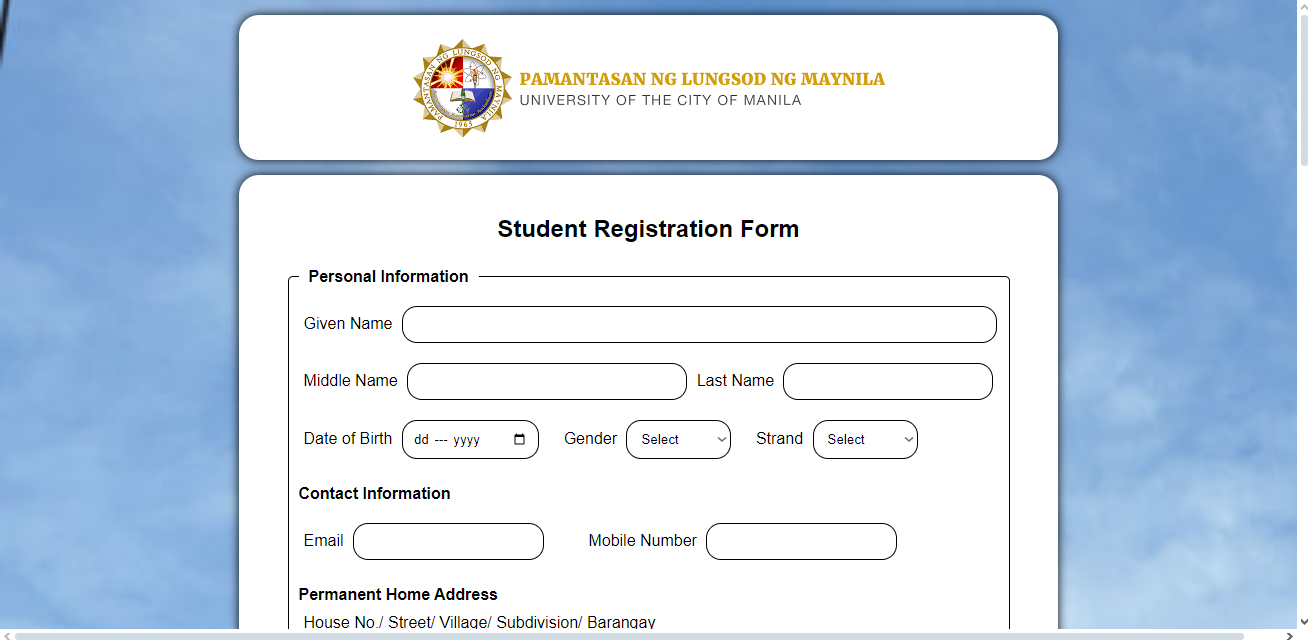 PAMANTASAN NG LUNGSOD NG MAYNILA
1965
PAMANTASAN NG LUNGSOD NG MAYNILA
UNIVERSITY OF THE CITY OF MANILA
Student Registration Form
Personal Information
Given Name
Middle Name Last Name
Date of Birth dd --- yyyy Gender Select Strand Select
Contact Information
Email Mobile Number
Permanent Home Address
House No./ Street/ Village/ Subdivision/ Barangay